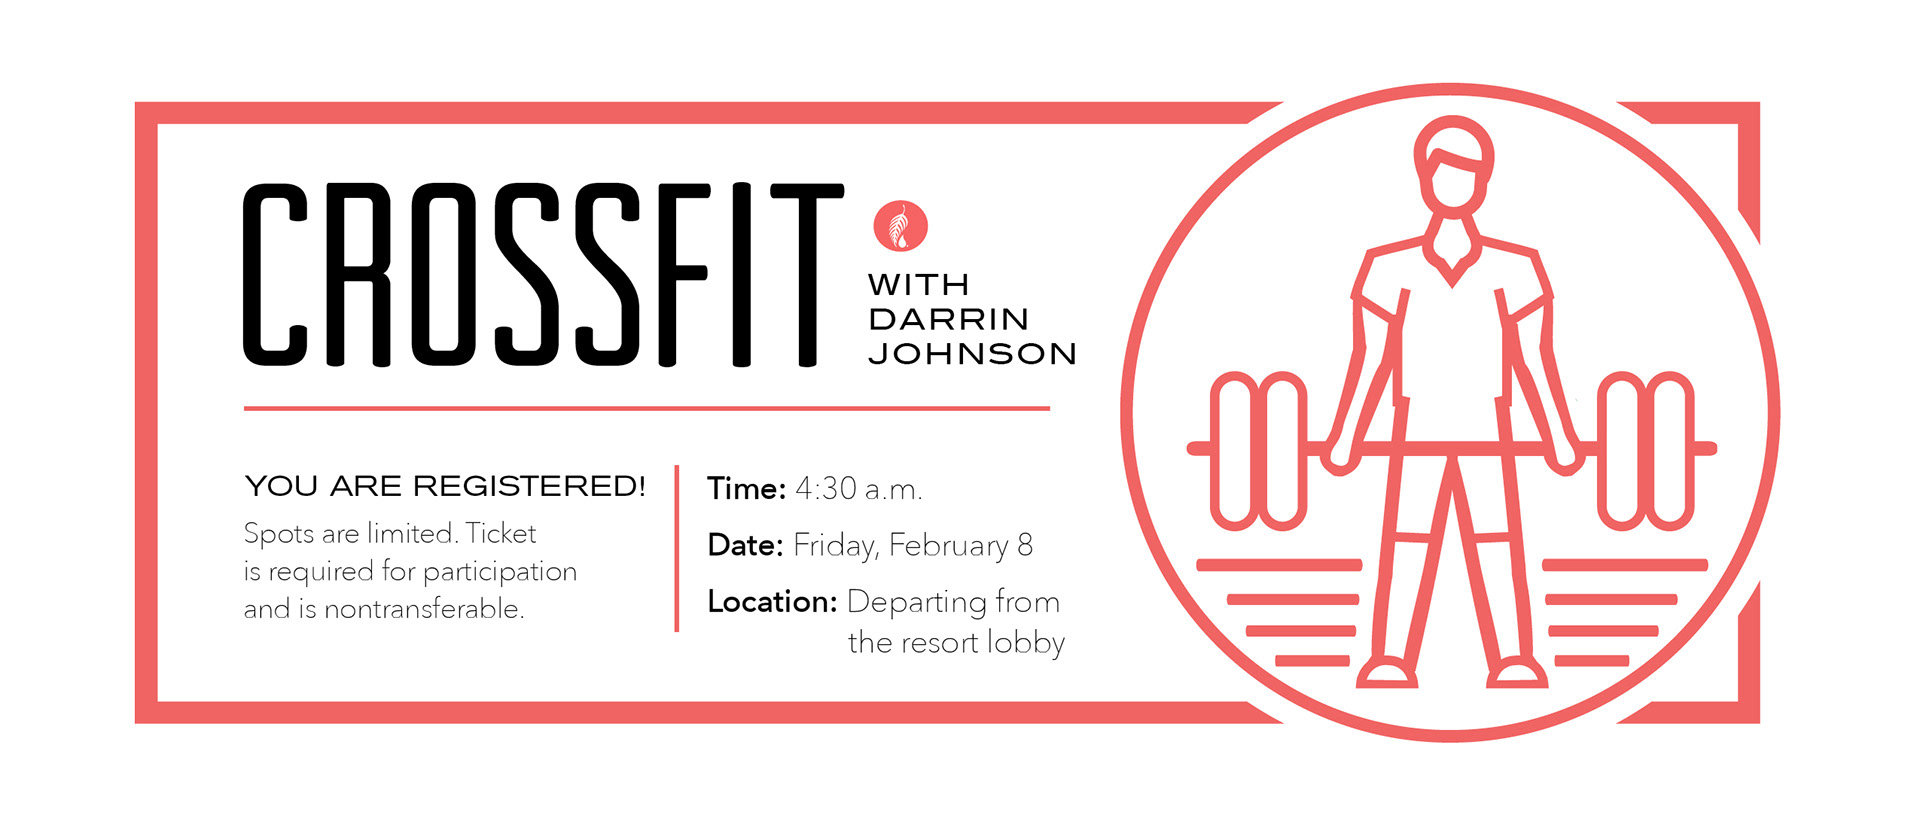 CROSSFIT
WITH
DARRIN
JOHNSON
YOU ARE REGISTERED!
Spots are limited. Ticket
is required for participation
and is nontransferable.
Time: 4:30 a.m.
Date: Friday, February 8
Location: Departing from
the resort lobby